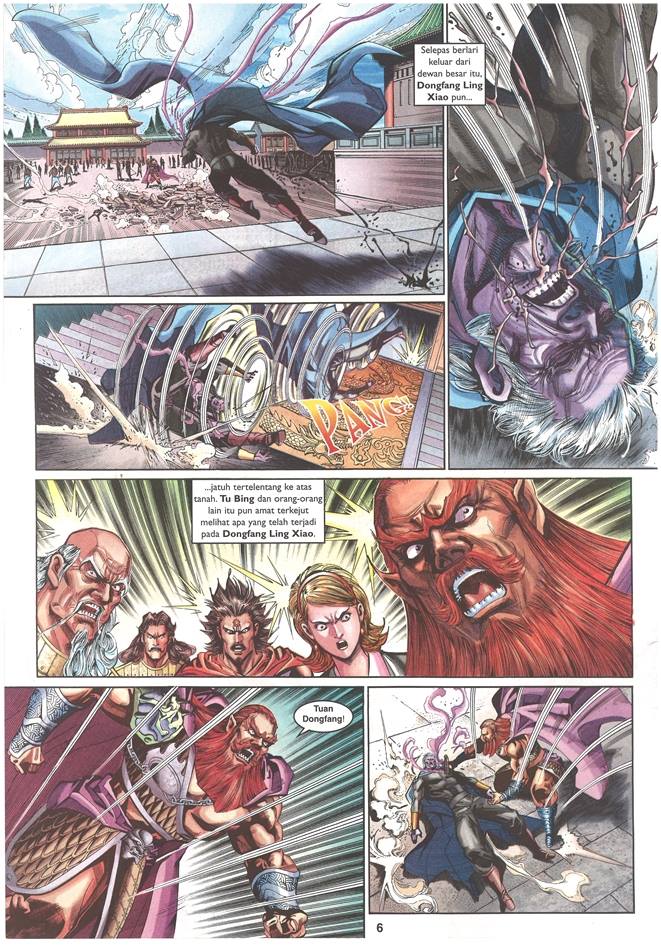 Selepas berlari
keluar dari
dewan besar itu,
Dongfang Ling
Xiao pun...
PANG!
...jatuh tertelentang ke atas
tanah. Tu Bing dan orang-orang
lain itu pun amat terkejut
melihat apa yang telah terjadi
pada Dongfang Ling Xiao.
Tuan
Dongfang!
6